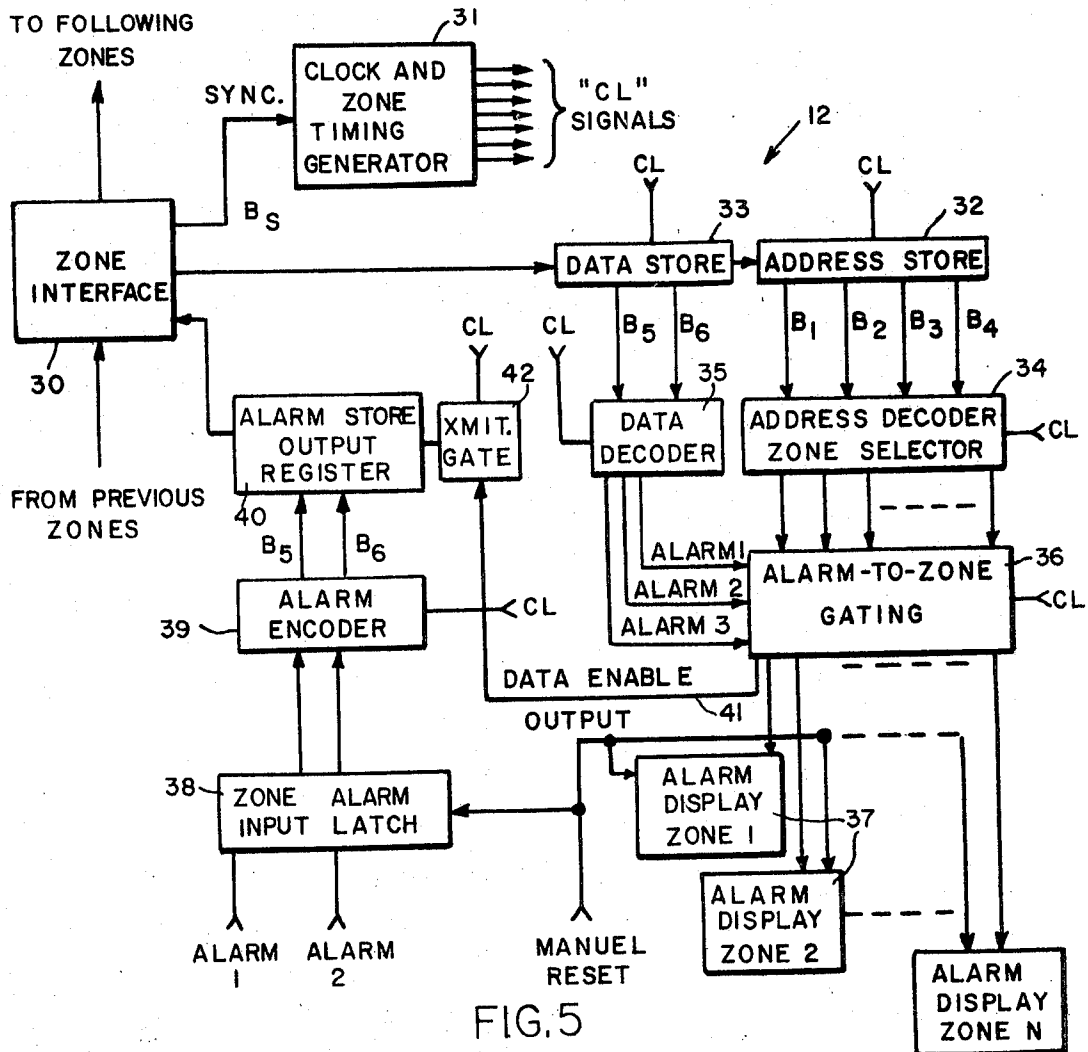 TO FOLLOWING
ZONES
31
CLOCK AND
ZONE
TIMING
GENERATOR
"CL"
SIGNALS
SYNC.
BS
12
ZONE
INTERFACE
30
FROM PREVIOUS
ZONES
CL
33
DATA STORE
CL
32
ADDRESS STORE
B5
B6
B1
B2
B3
B4
CL
42
XMIT.
GATE
CL
35
DATA
DECODER
34
ADDRESS DECODER
ZONE SELECTOR
CL
ALARM STORE
OUTPUT
REGISTER
40
B5
B6
ALARM 1
ALARM 2
ALARM 3
ALARM-TO-ZONE
GATING
36
CL
39
ALARM
ENCODER
CL
DATA ENABLE
OUTPUT
41
38
ZONE ALARM
INPUT LATCH
ALARM
DISPLAY
ZONE 1
37
ALARM
DISPLAY
ZONE 2
ALARM
1
ALARM
2
MANUEL
RESET
ALARM
DISPLAY
ZONE N
FIG.5